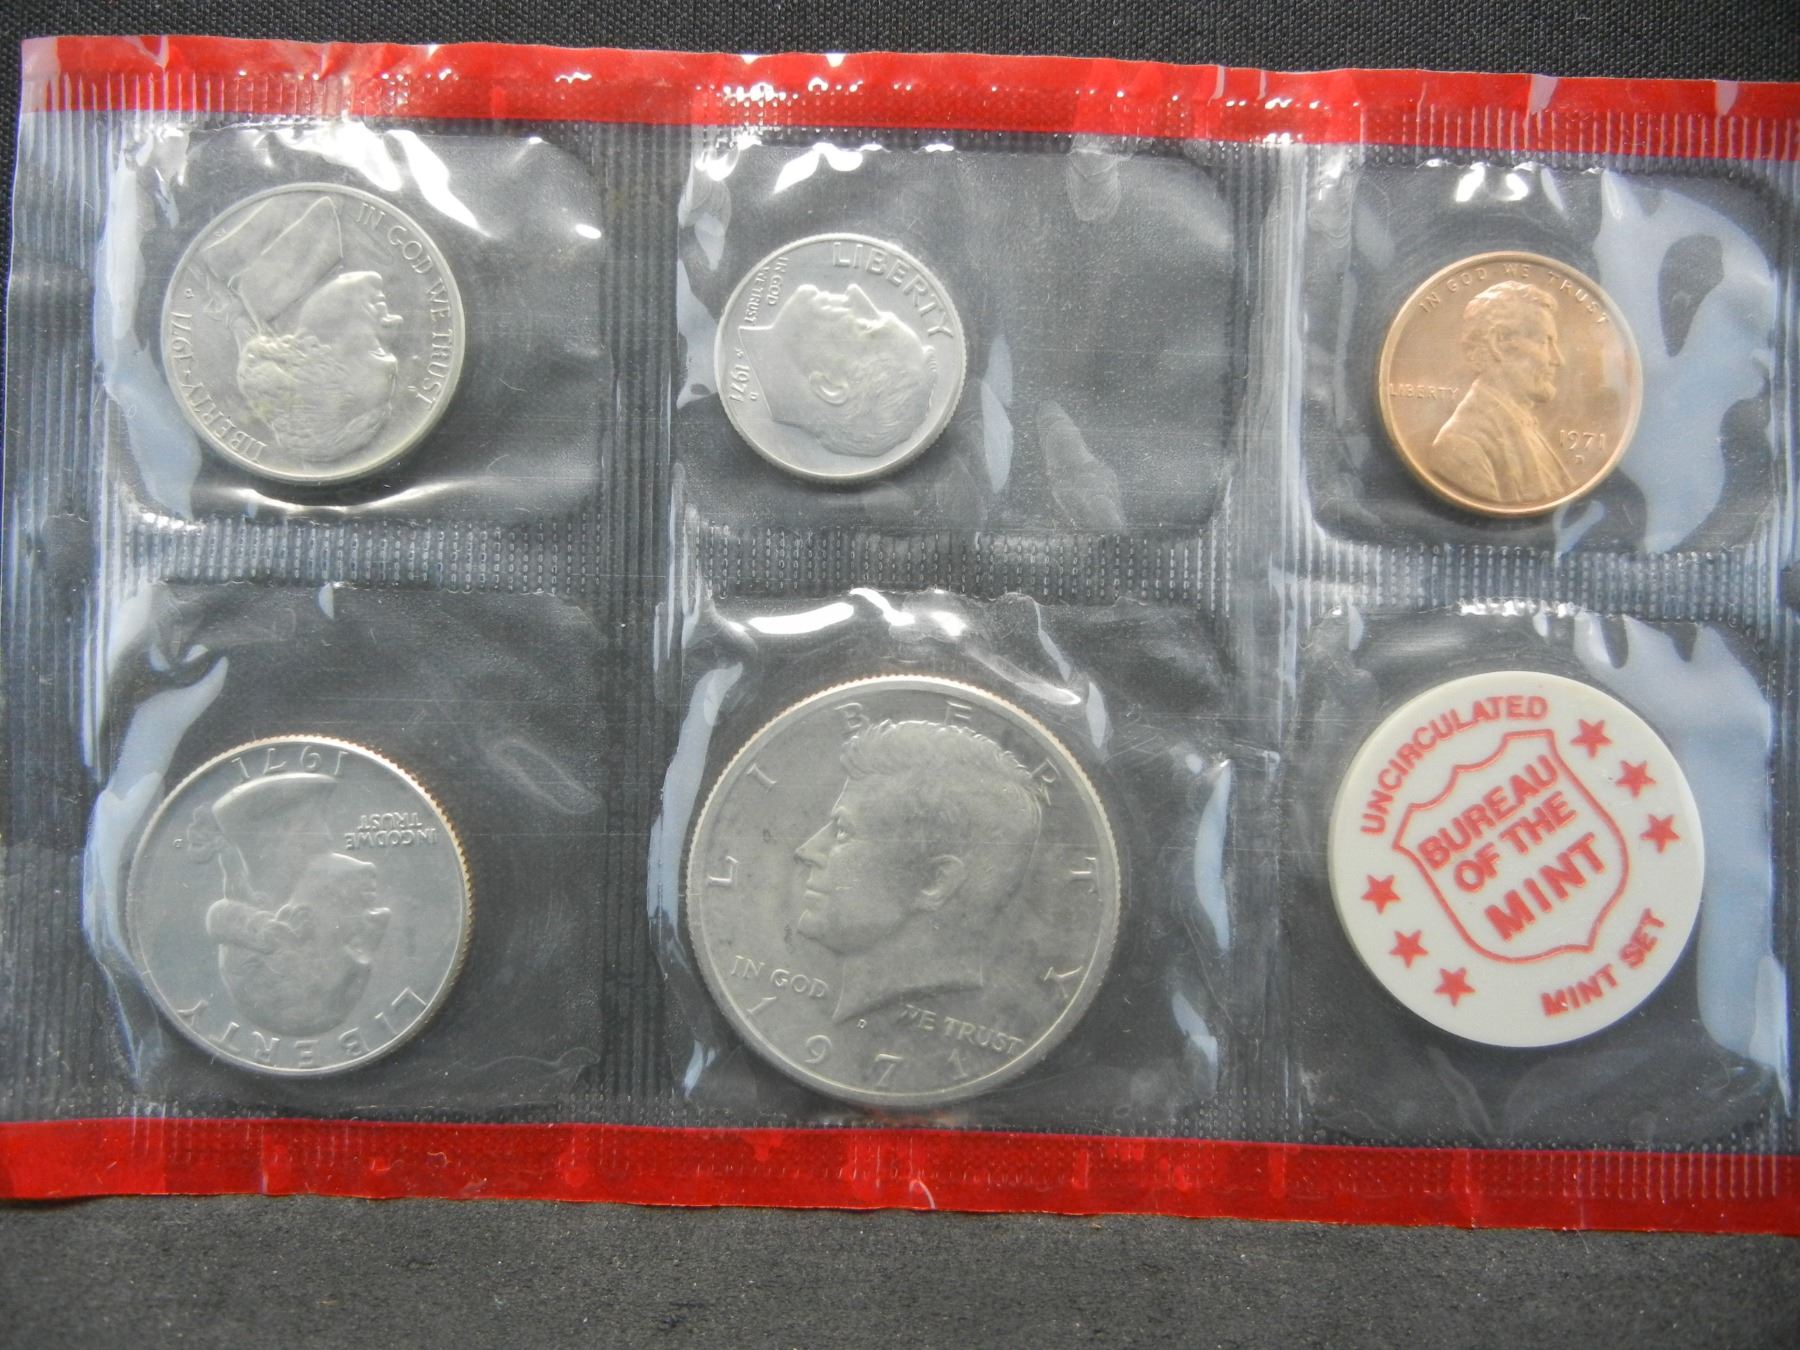 IN GOD WE TRUST
LIBERTY ★ 1971
LIBERTY
IN GOD
WE TRUST
1971
D
IN GOD WE TRUST
LIBERTY
1971
D
1971
IN GOD WE
TRUST
D
LIBERTY
LIBERTY
IN GOD WE TRUST
D
1971
UNCIRCULATED
BUREAU
OF THE
MINT
MINT SET